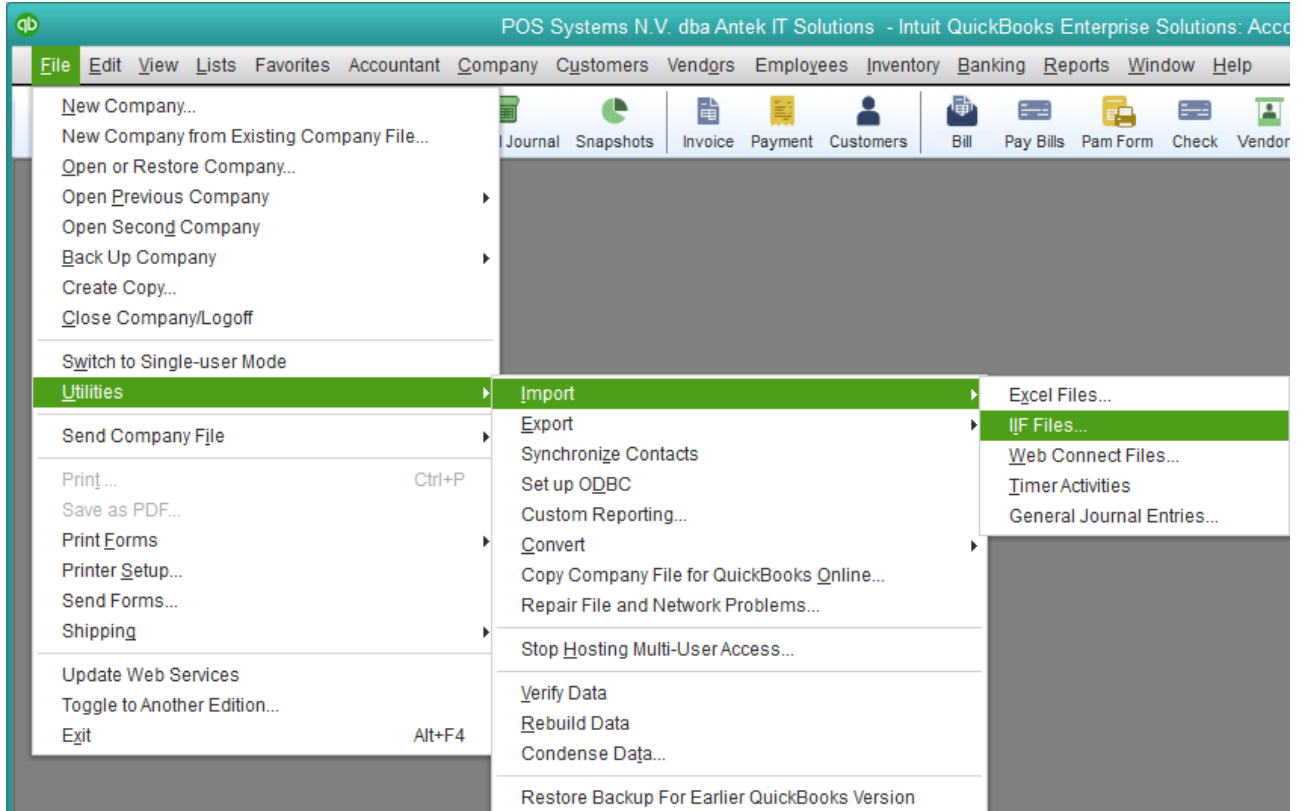 qb
POS Systems N.V. dba Antek IT Solutions - Intuit QuickBooks Enterprise Solutions: Acco
File Edit View Lists Favorites Accountant Company Customers Vendors Employees Inventory Banking Reports Window Help
Journal Snapshots Invoice Payment Customers Bill Pay Bills Pam Form Check Vendor
New Company...
New Company from Existing Company File...
Open or Restore Company...
Open Previous Company
Open Second Company
Back Up Company
Create Copy...
Close Company/Logoff
Switch to Single-user Mode
Utilities
Send Company File
Print ... Ctrl+P
Save as PDF...
Print Forms
Printer Setup...
Send Forms...
Shipping
Update Web Services
Toggle to Another Edition...
Exit Alt+F4
Import
Export
Synchronize Contacts
Set up ODBC
Custom Reporting...
Convert
Copy Company File for QuickBooks Online...
Repair File and Network Problems...
Stop Hosting Multi-User Access...
Verify Data
Rebuild Data
Condense Data...
Restore Backup For Earlier QuickBooks Version
Excel Files...
IIF Files...
Web Connect Files...
Timer Activities
General Journal Entries...